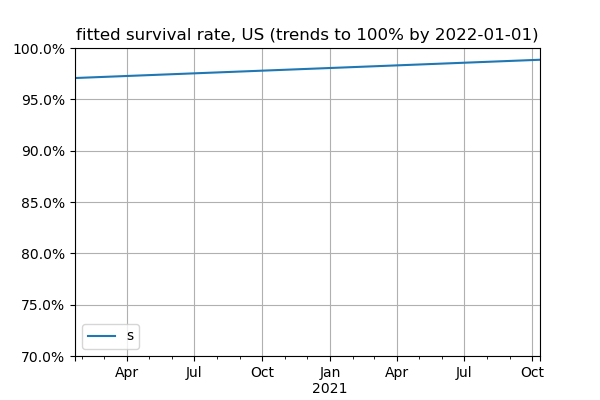 fitted survival rate, US (trends to 100% by 2022-01-01)
100.0%
95.0%
90.0%
85.0%
80.0%
75.0%
70.0%
s
Apr Jul Oct Jan Apr Jul Oct
2021